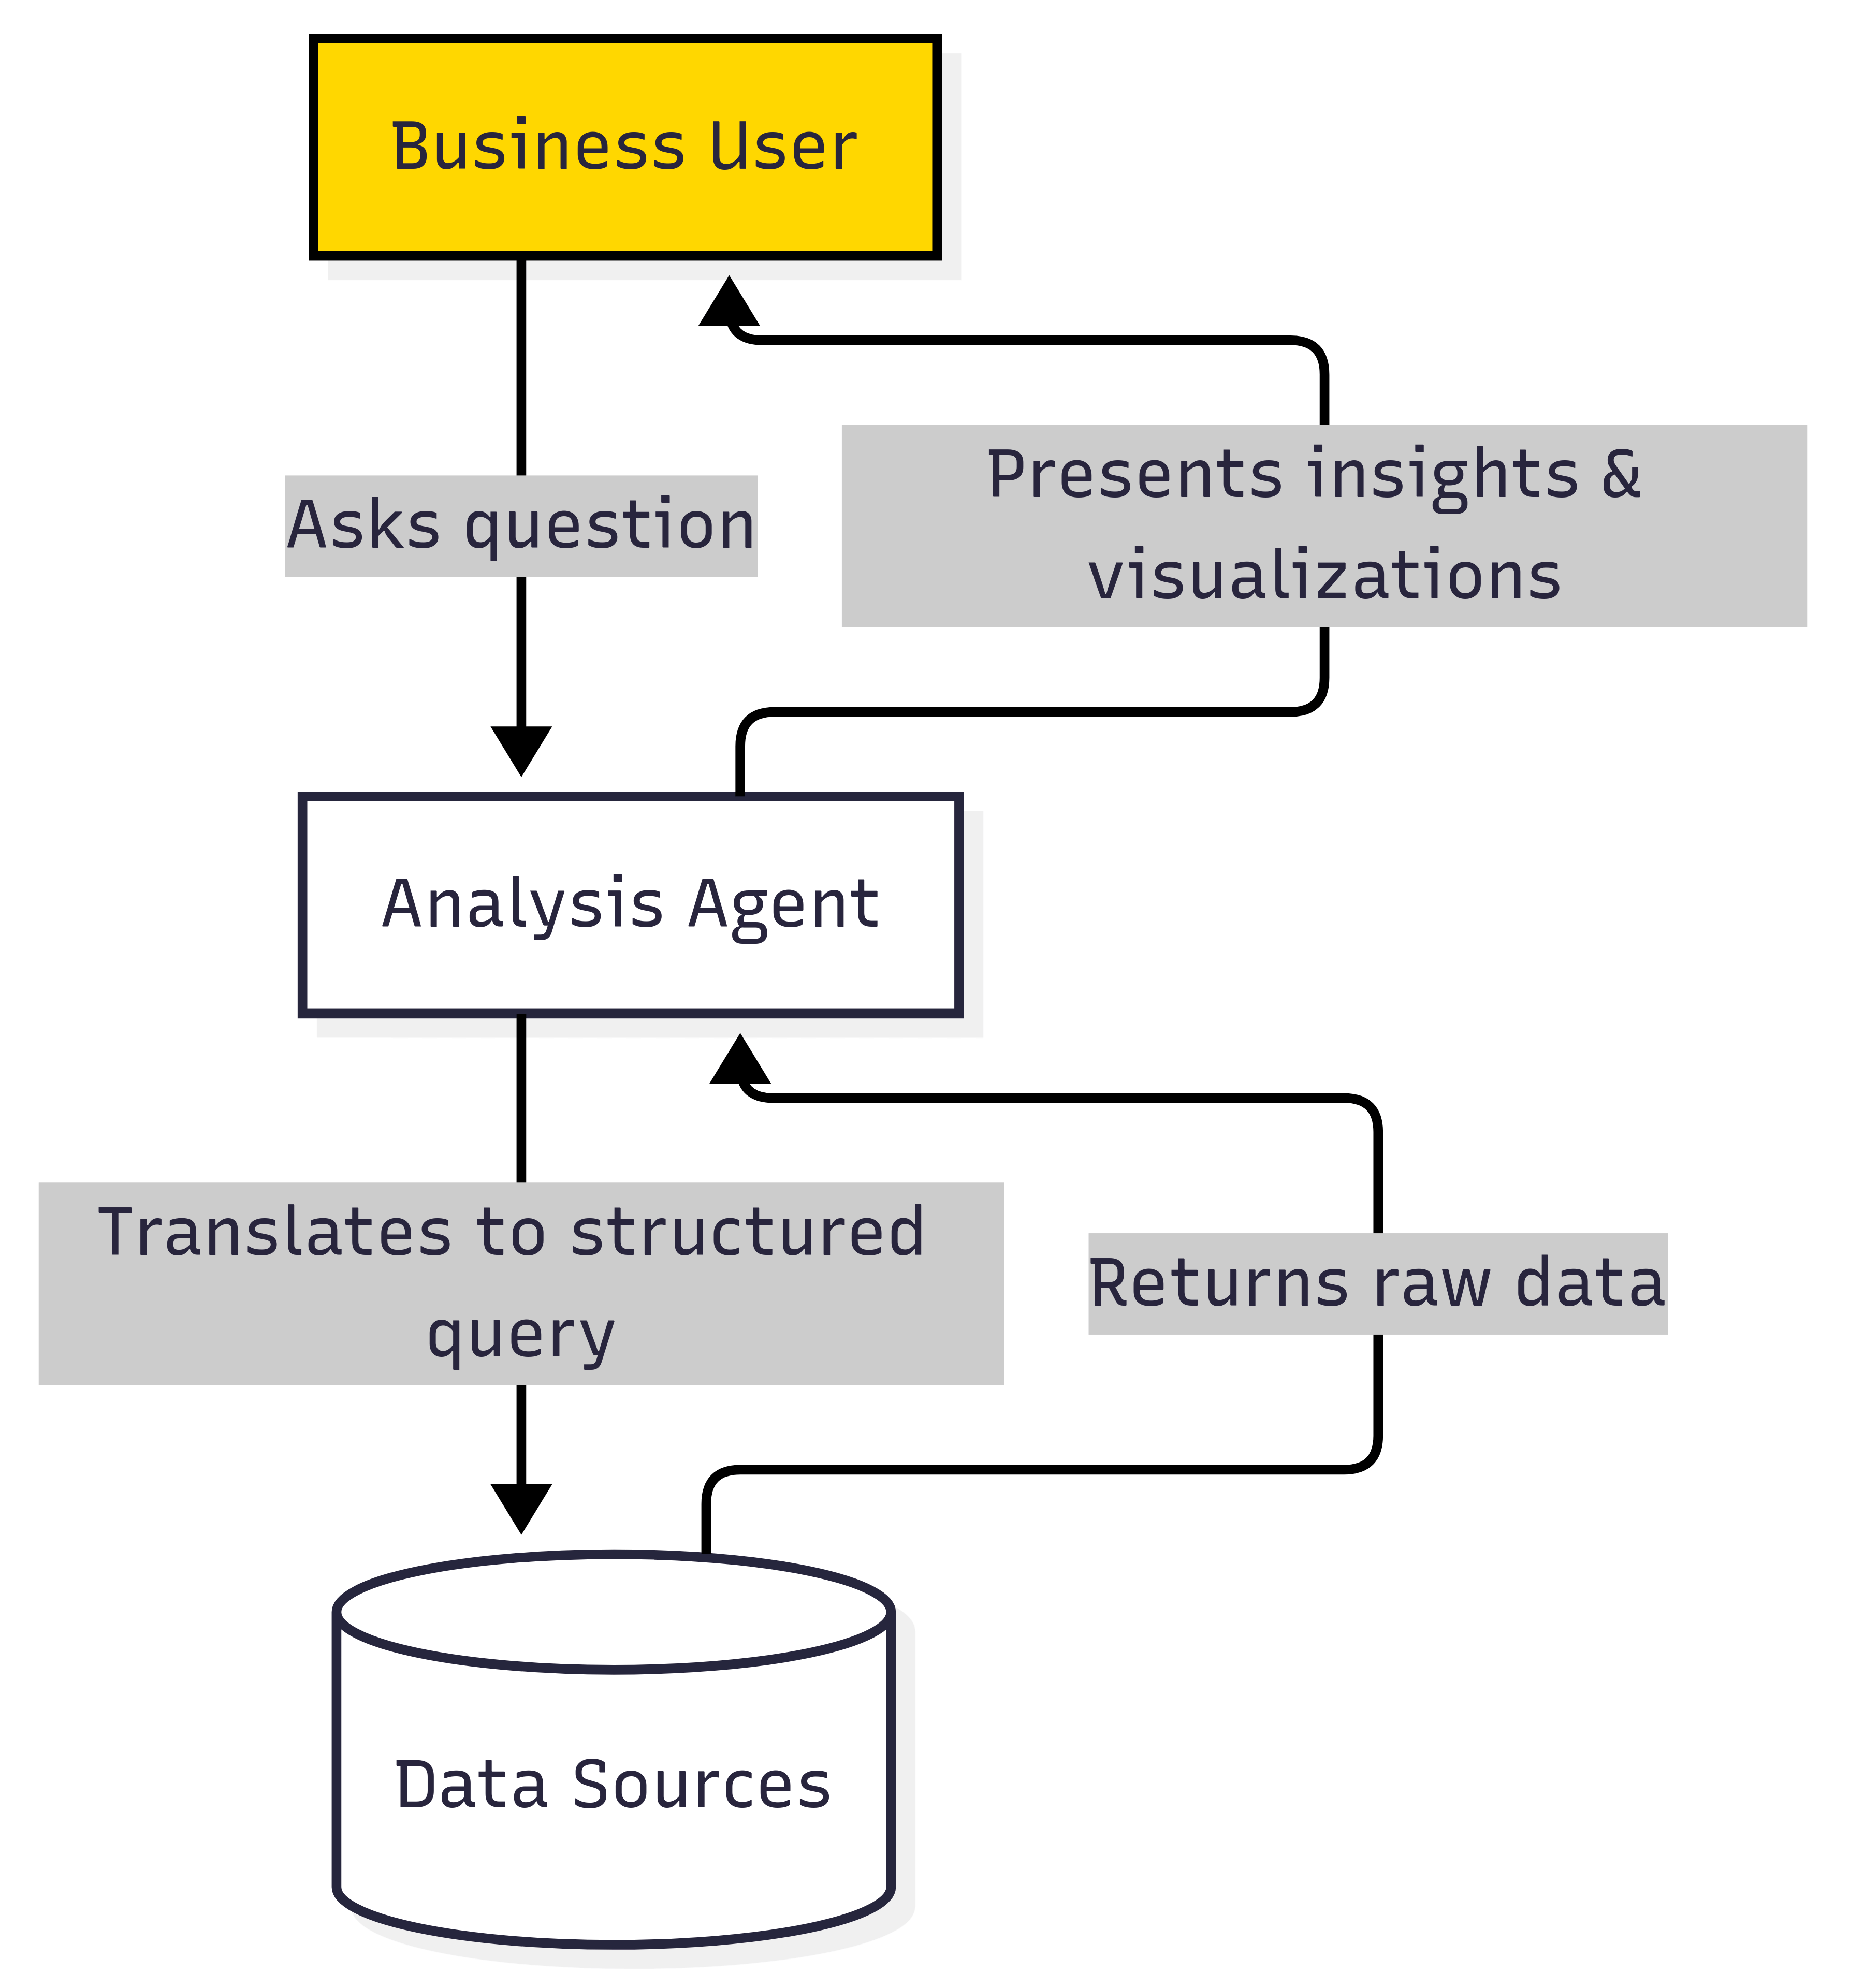 Business User
Asks question
Presents insights &
visualizations
Analysis Agent
Translates to structured
query
Returns raw data
Data Sources